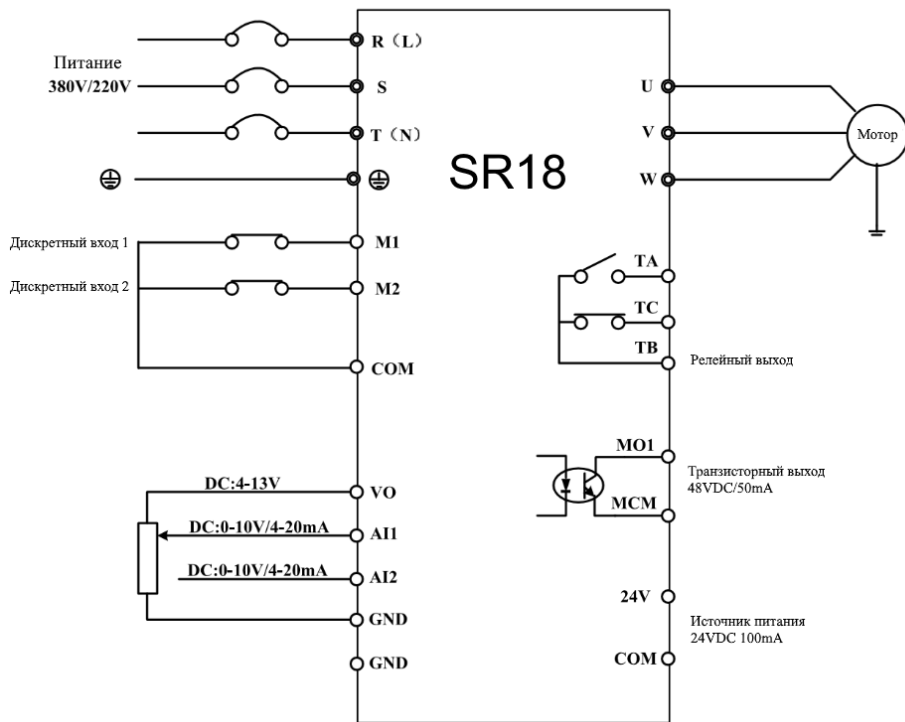 R（L）
Питание
380V/220V
S
T（N）
U
V
W
Мотор
SR18
Дискретный вход 1
M1
Дискретный вход 2
M2
COM
TA
TC
TB
Релейный выход
MO1
Транзисторный выход
48VDC/50mA
MCM
DC:4-13V
VO
DC:0-10V/4-20mA
AI1
DC:0-10V/4-20mA
AI2
GND
GND
24V
Источник питания
24VDC 100mA
COM